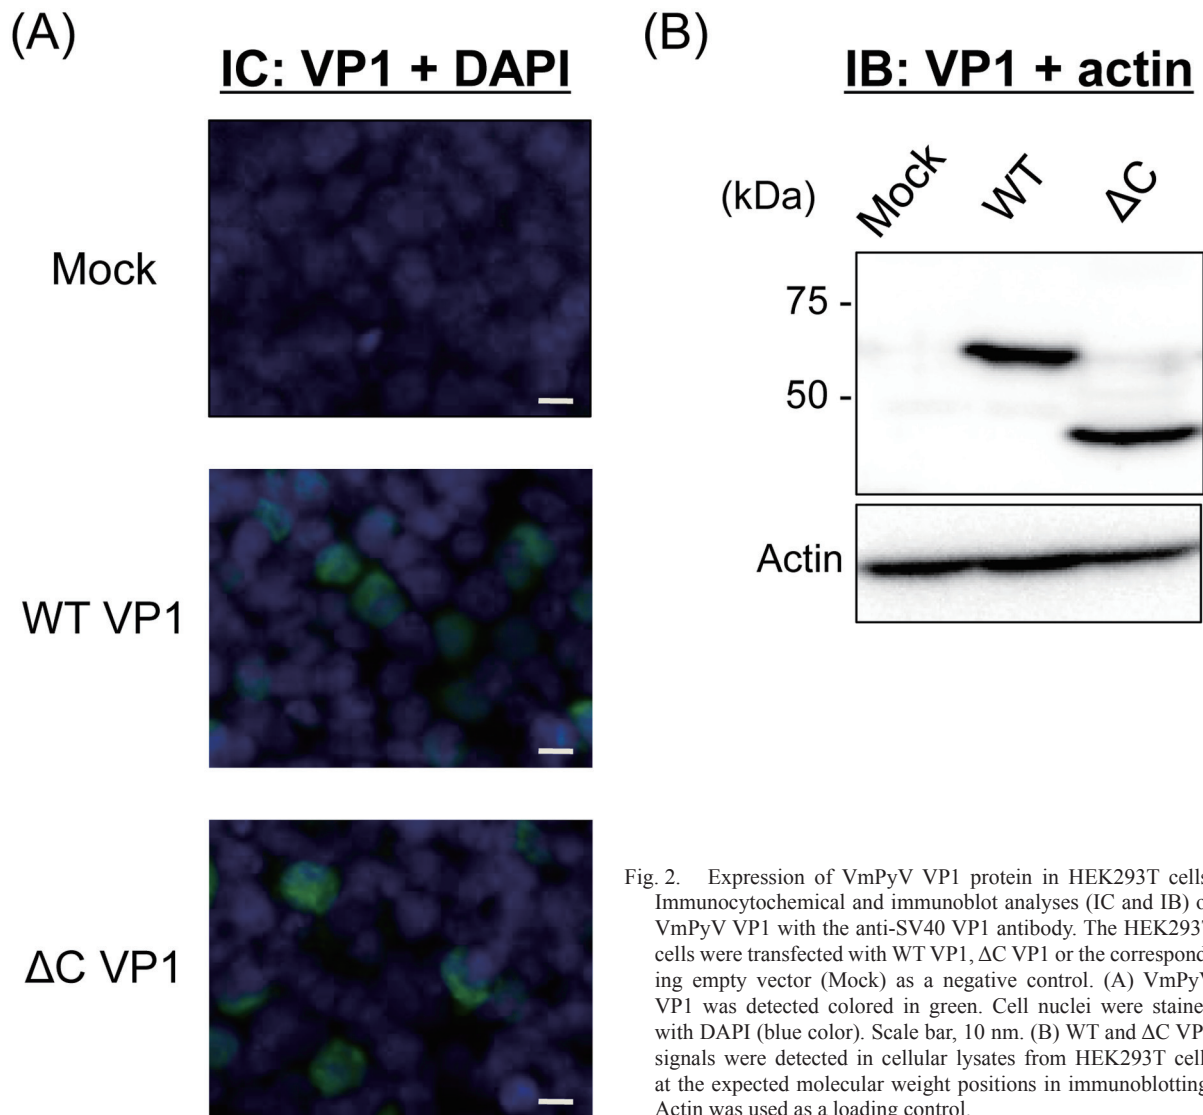 (A)
IC: VP1 + DAPI
Mock
WT VP1
ΔC VP1
(B)
IB: VP1 + actin
(kDa)
Mock
WT
ΔC
75 -
50 -
Actin
Fig. 2. Expression of VmPyV VP1 protein in HEK293T cells
Immunocytochemical and immunoblot analyses (IC and IB) o
VmPyV VP1 with the anti-SV40 VP1 antibody. The HEK293T
cells were transfected with WT VP1, ΔC VP1 or the correspond
ing empty vector (Mock) as a negative control. (A) VmPyV
VP1 was detected colored in green. Cell nuclei were staine
with DAPI (blue color). Scale bar, 10 nm. (B) WT and ΔC VP
signals were detected in cellular lysates from HEK293T cell
at the expected molecular weight positions in immunoblotting
Actin was used as a loading control.